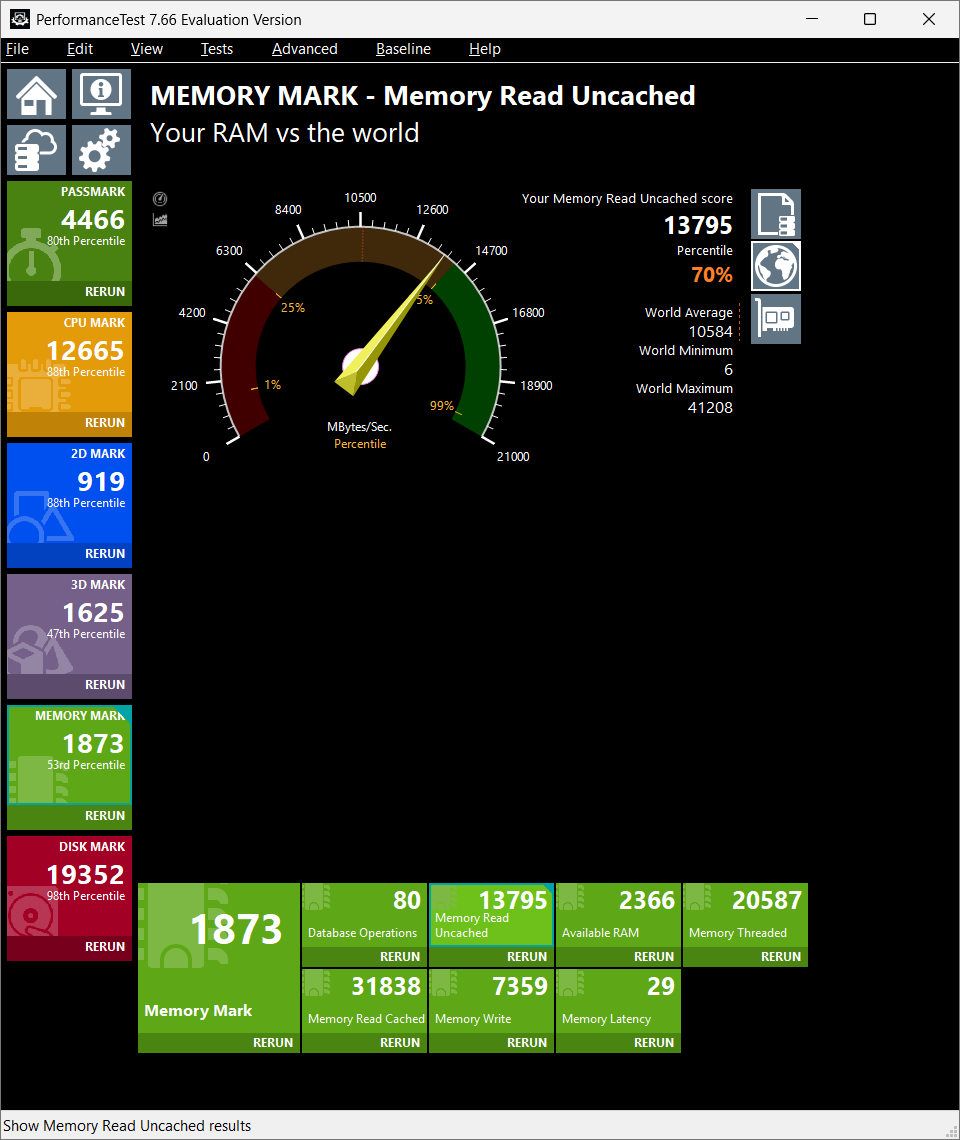 PerformanceTest 7.66 Evaluation Version
File Edit View Tests Advanced Baseline Help
MEMORY MARK - Memory Read Uncached
Your RAM vs the world
PASSMARK
4466
80th Percentile
RERUN
CPU MARK
12665
88th Percentile
RERUN
2D MARK
919
88th Percentile
RERUN
3D MARK
1625
47th Percentile
RERUN
MEMORY MARK
1873
53rd Percentile
RERUN
DISK MARK
19352
98th Percentile
RERUN
0
2100
4200
6300
8400
10500
12600
14700
16800
18900
21000
1%
25%
5%
99%
MBytes/Sec.
Percentile
Your Memory Read Uncached score
13795
Percentile
70%
World Average
10584
World Minimum
6
World Maximum
41208
1873
Memory Mark
RERUN
80
Database Operations
RERUN
13795
Memory Read
Uncached
RERUN
2366
Available RAM
RERUN
20587
Memory Threaded
RERUN
31838
Memory Read Cached
RERUN
7359
Memory Write
RERUN
29
Memory Latency
RERUN
Show Memory Read Uncached results